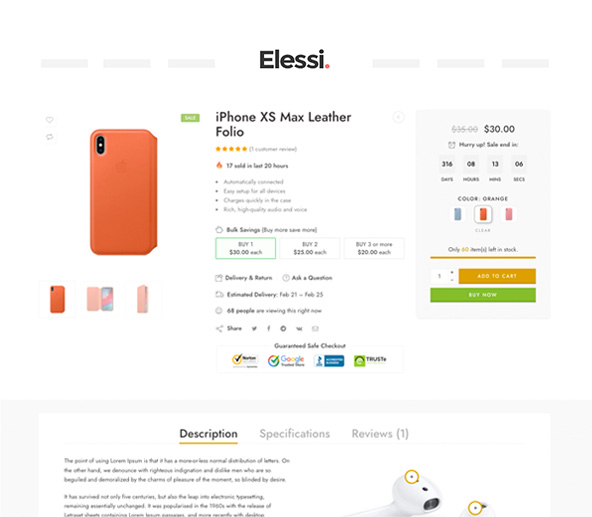 Elessi.
SALE
iPhone XS Max Leather
Folio
(1 customer review)
17 sold in last 20 hours
Automatically connected
Easy setup for all devices
Charges quickly in the case
Rich, high-quality audio and voice
Bulk Savings (Buy more save more)
BUY 1
$30.00 each
BUY 2
$25.00 each
BUY 3 or more
$20.00 each
Delivery & Return
Ask a Question
Estimated Delivery: Feb 21 – Feb 25
68 people are viewing this right now
Share
Guaranteed Safe Checkout
Norton
Google
Trusted Store
ACCREDITED
BUSINESS
TRUSTe
$35.00 $30.00
Hurry up! Sale end in:
316 08 13 06
DAYS HOURS MINS SECS
COLOR: ORANGE
CLEAR
Only 60 item(s) left in stock.
1 + -
ADD TO CART
BUY NOW
Description Specifications Reviews (1)
The point of using Lorem Ipsum is that it has a more-or-less normal distribution of letters. On
the other hand, we denounce with righteous indignation and dislike men who are so
beguiled and demoralized by the charms of pleasure of the moment, so blinded by desire.
It has survived not only five centuries, but also the leap into electronic typesetting,
remaining essentially unchanged. It was popularised in the 1960s with the release of
Letraset sheets containing Lorem Ipsum passages, and more recently with desktop